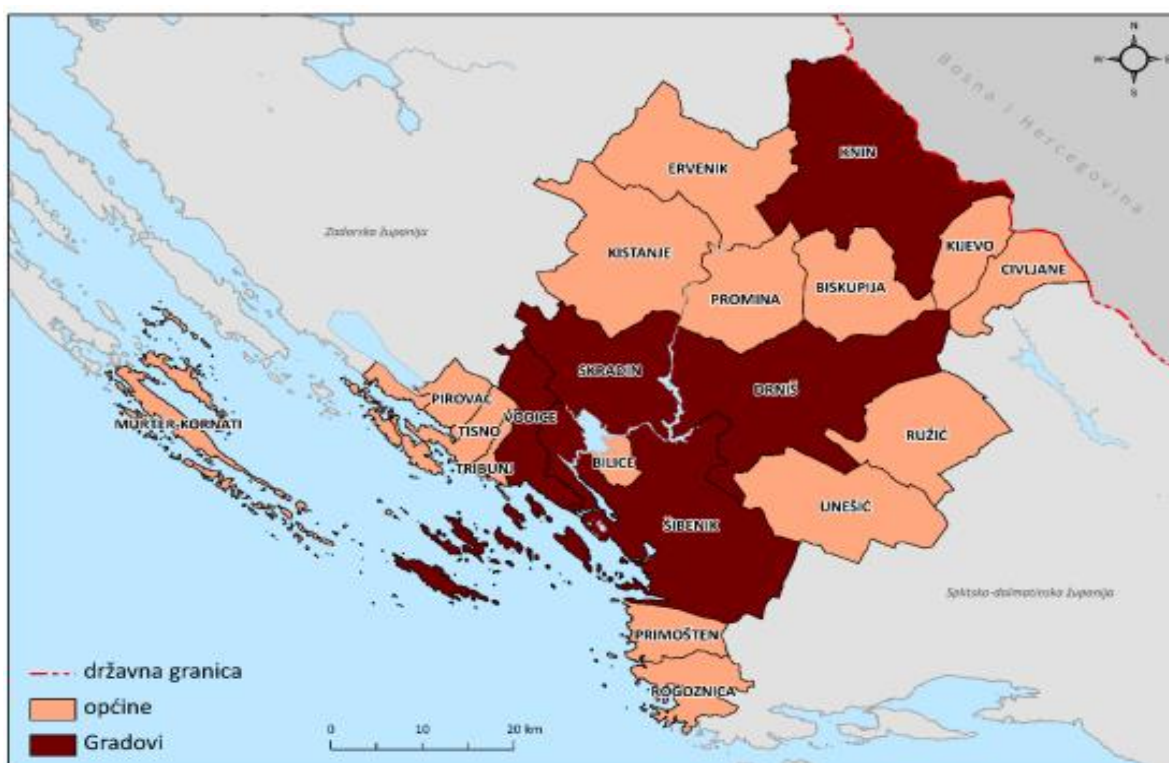 N
W
E
S
Bosna i Hercegovina
KNIN
ERVENIK
Zadarska županija
KISTANJE
KIJEVO
CIVLJANE
PROMINA
BISKUPIJA
SKRADIN
DRNIŠ
PIROVAC
VODICE
MURTER-KORNATI
TISNO
RUŽIĆ
TRIBUNJ
BILICE
UNEŠIĆ
ŠIBENIK
Splitsko-dalmatinska županija
PRIMOŠTEN
ROGOZNICA
državna granica
općine
Gradovi
0 10 20 km